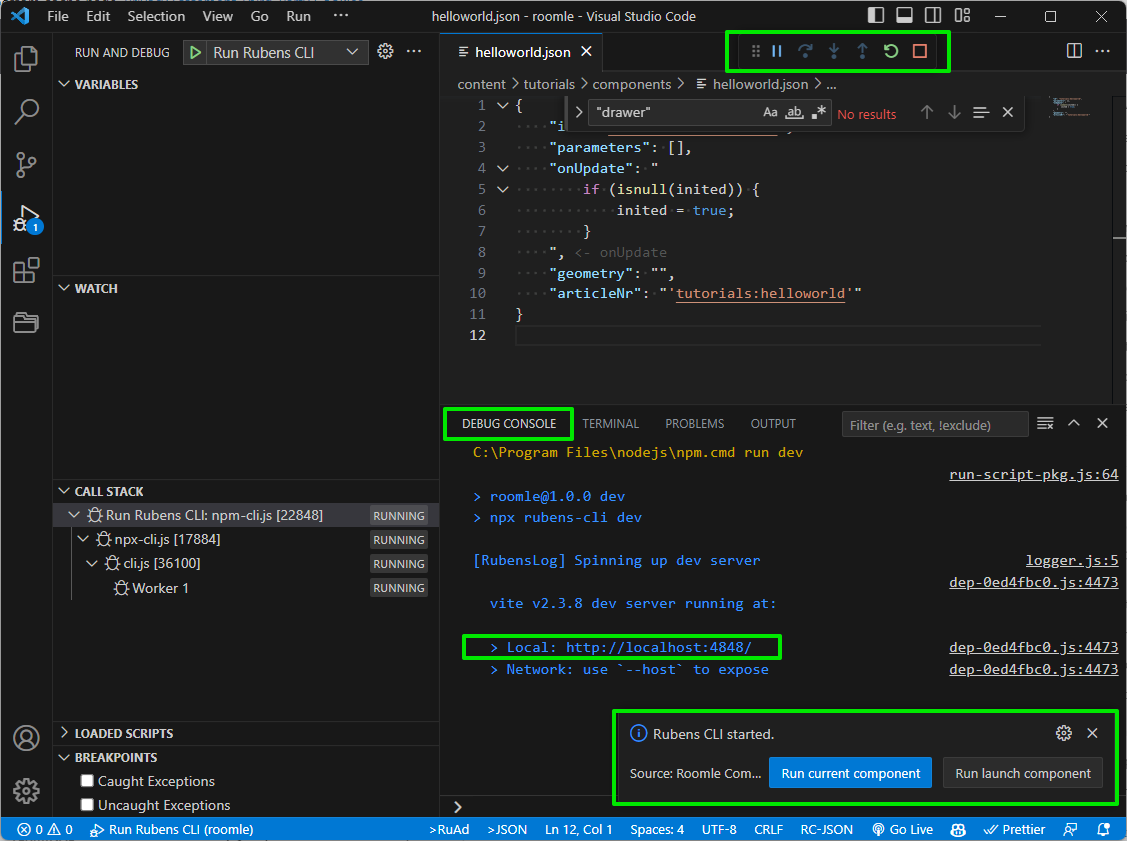 File Edit Selection View Go Run ··· helloworld.json - roomle - Visual Studio Code
RUN AND DEBUG Run Rubens CLI ···
VARIABLES
WATCH
CALL STACK
Run Rubens CLI: npm-cli.js [22848] RUNNING
npx-cli.js [17884] RUNNING
cli.js [36100] RUNNING
Worker 1 RUNNING
LOADED SCRIPTS
BREAKPOINTS
Caught Exceptions
Uncaught Exceptions
1
helloworld.json
content > tutorials > components > helloworld.json > ...
"drawer" Aa ab .* No results
1 {
2 "i
3 "parameters": [],
4 "onUpdate": "
5 if (isnull(inited)) {
6 inited = true;
7 }
8 ", <- onUpdate
9 "geometry": "",
10 "articleNr": "'tutorials:helloworld'"
11 }
12
DEBUG CONSOLE TERMINAL PROBLEMS OUTPUT Filter (e.g. text, !exclude)
C:\Program Files\nodejs\npm.cmd run dev
run-script-pkg.js:64
> roomle@1.0.0 dev
> npx rubens-cli dev
[RubensLog] Spinning up dev server logger.js:5
dep-0ed4fbc0.js:4473
vite v2.3.8 dev server running at:
> Local: http://localhost:4848/ dep-0ed4fbc0.js:4473
> Network: use `--host` to expose dep-0ed4fbc0.js:4473
Rubens CLI started.
Source: Roomle Com... Run current component Run launch component
>
0 0 Run Rubens CLI (roomle) >RuAd >JSON Ln 12, Col 1 Spaces: 4 UTF-8 CRLF RC-JSON Go Live Prettier